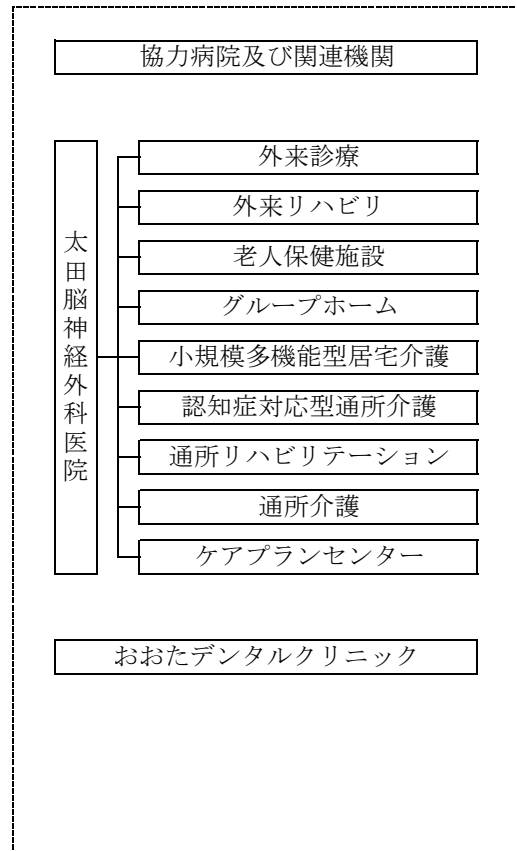 協力病院及び関連機関
太田脳神経外科医院
外来診療
外来リハビリ
老人保健施設
グループホーム
小規模多機能型居宅介護
認知症対応型通所介護
通所リハビリテーション
通所介護
ケアプランセンター
おおたデンタルクリニック